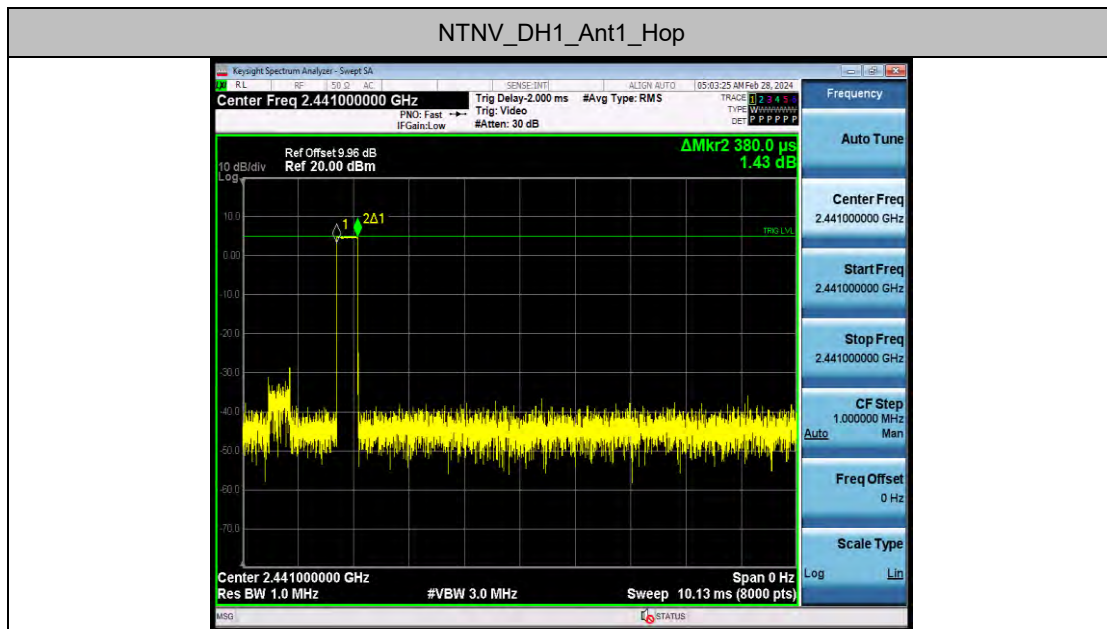 NTNV_DH1_Ant1_Hop
Keysight Spectrum Analyzer - Swept SA
RL RF 50 Ω AC SENSE:INT ALIGN AUTO 05:03:25 AM Feb 28, 2024
Center Freq 2.441000000 GHz
PNO: Fast
IFGain:Low
Trig Delay-2.000 ms
Trig: Video
#Atten: 30 dB
#Avg Type: RMS
TRACE 1 2 3 4 5 6
TYPE
DET P P P P P P
Frequency
ΔMkr2 380.0 µs
1.43 dB
Ref Offset 9.96 dB
10 dB/div Ref 20.00 dBm
Log
10.0
0.00
-10.0
-20.0
-30.0
-40.0
-50.0
-60.0
-70.0
1
2Δ1
TRIG LVL
Center 2.441000000 GHz Span 0 Hz
Res BW 1.0 MHz #VBW 3.0 MHz Sweep 10.13 ms (8000 pts)
MSG STATUS
Auto Tune
Center Freq
2.441000000 GHz
Start Freq
2.441000000 GHz
Stop Freq
2.441000000 GHz
CF Step
1.000000 MHz
Auto Man
Freq Offset
0 Hz
Scale Type
Log Lin